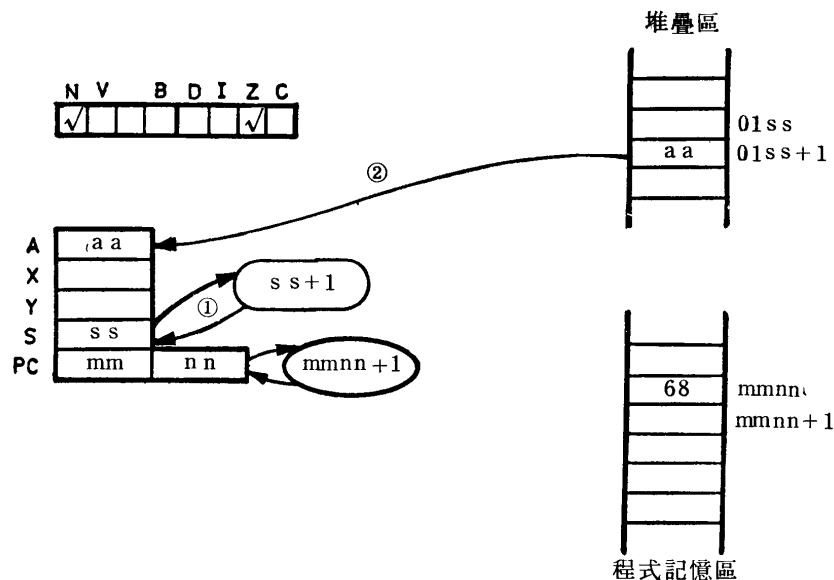 堆疊區
N V B D I Z C
√ √
01ss
aa 01ss+1
②
A aa
X
ss+1
Y
①
S ss
PC mm nn mmnn+1
68 mmnn
mmnn+1
程式記憶區